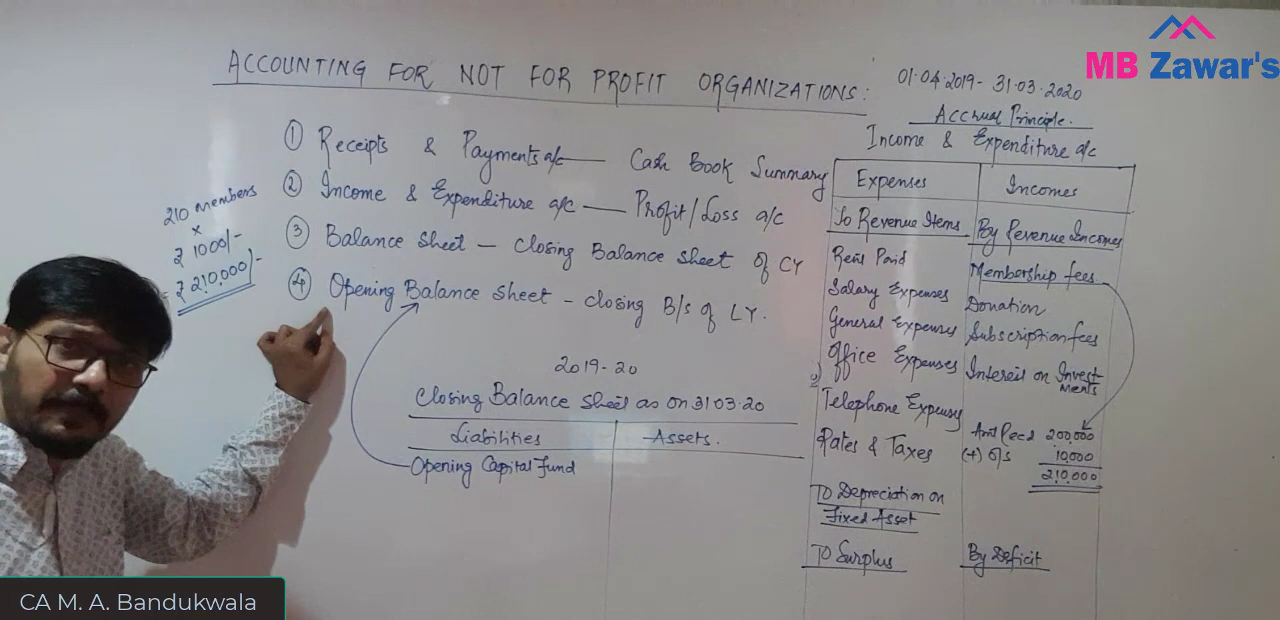 MB Zawar's
ACCOUNTING FOR NOT FOR PROFIT ORGANIZATIONS:
01.04.2019 - 31.03.2020
Accrual Principle.
① Receipts & Payments a/c — Cash Book Summary
② Income & Expenditure a/c — Profit/Loss a/c
③ Balance Sheet - Closing Balance Sheet of CY
④ Opening Balance Sheet - Closing B/s of LY.
210 members
x
₹ 1000/-
= ₹ 210,000/-
2019-20
Closing Balance Sheet as on 31.03.20
Liabilities Assets.
Opening Capital Fund
Income & Expenditure a/c
Expenses Incomes
To Revenue Items By Revenue Incomes
Rent Paid Membership fees
Salary Expenses Donation
General Expenses Subscription fees
Office Expenses Interest on Investments
Telephone Expenses
Rates & Taxes
Amt Recd 200,000
(+) O/s 10,000
210,000
To Depreciation on
Fixed Asset
To Surplus By Deficit
CA M. A. Bandukwala